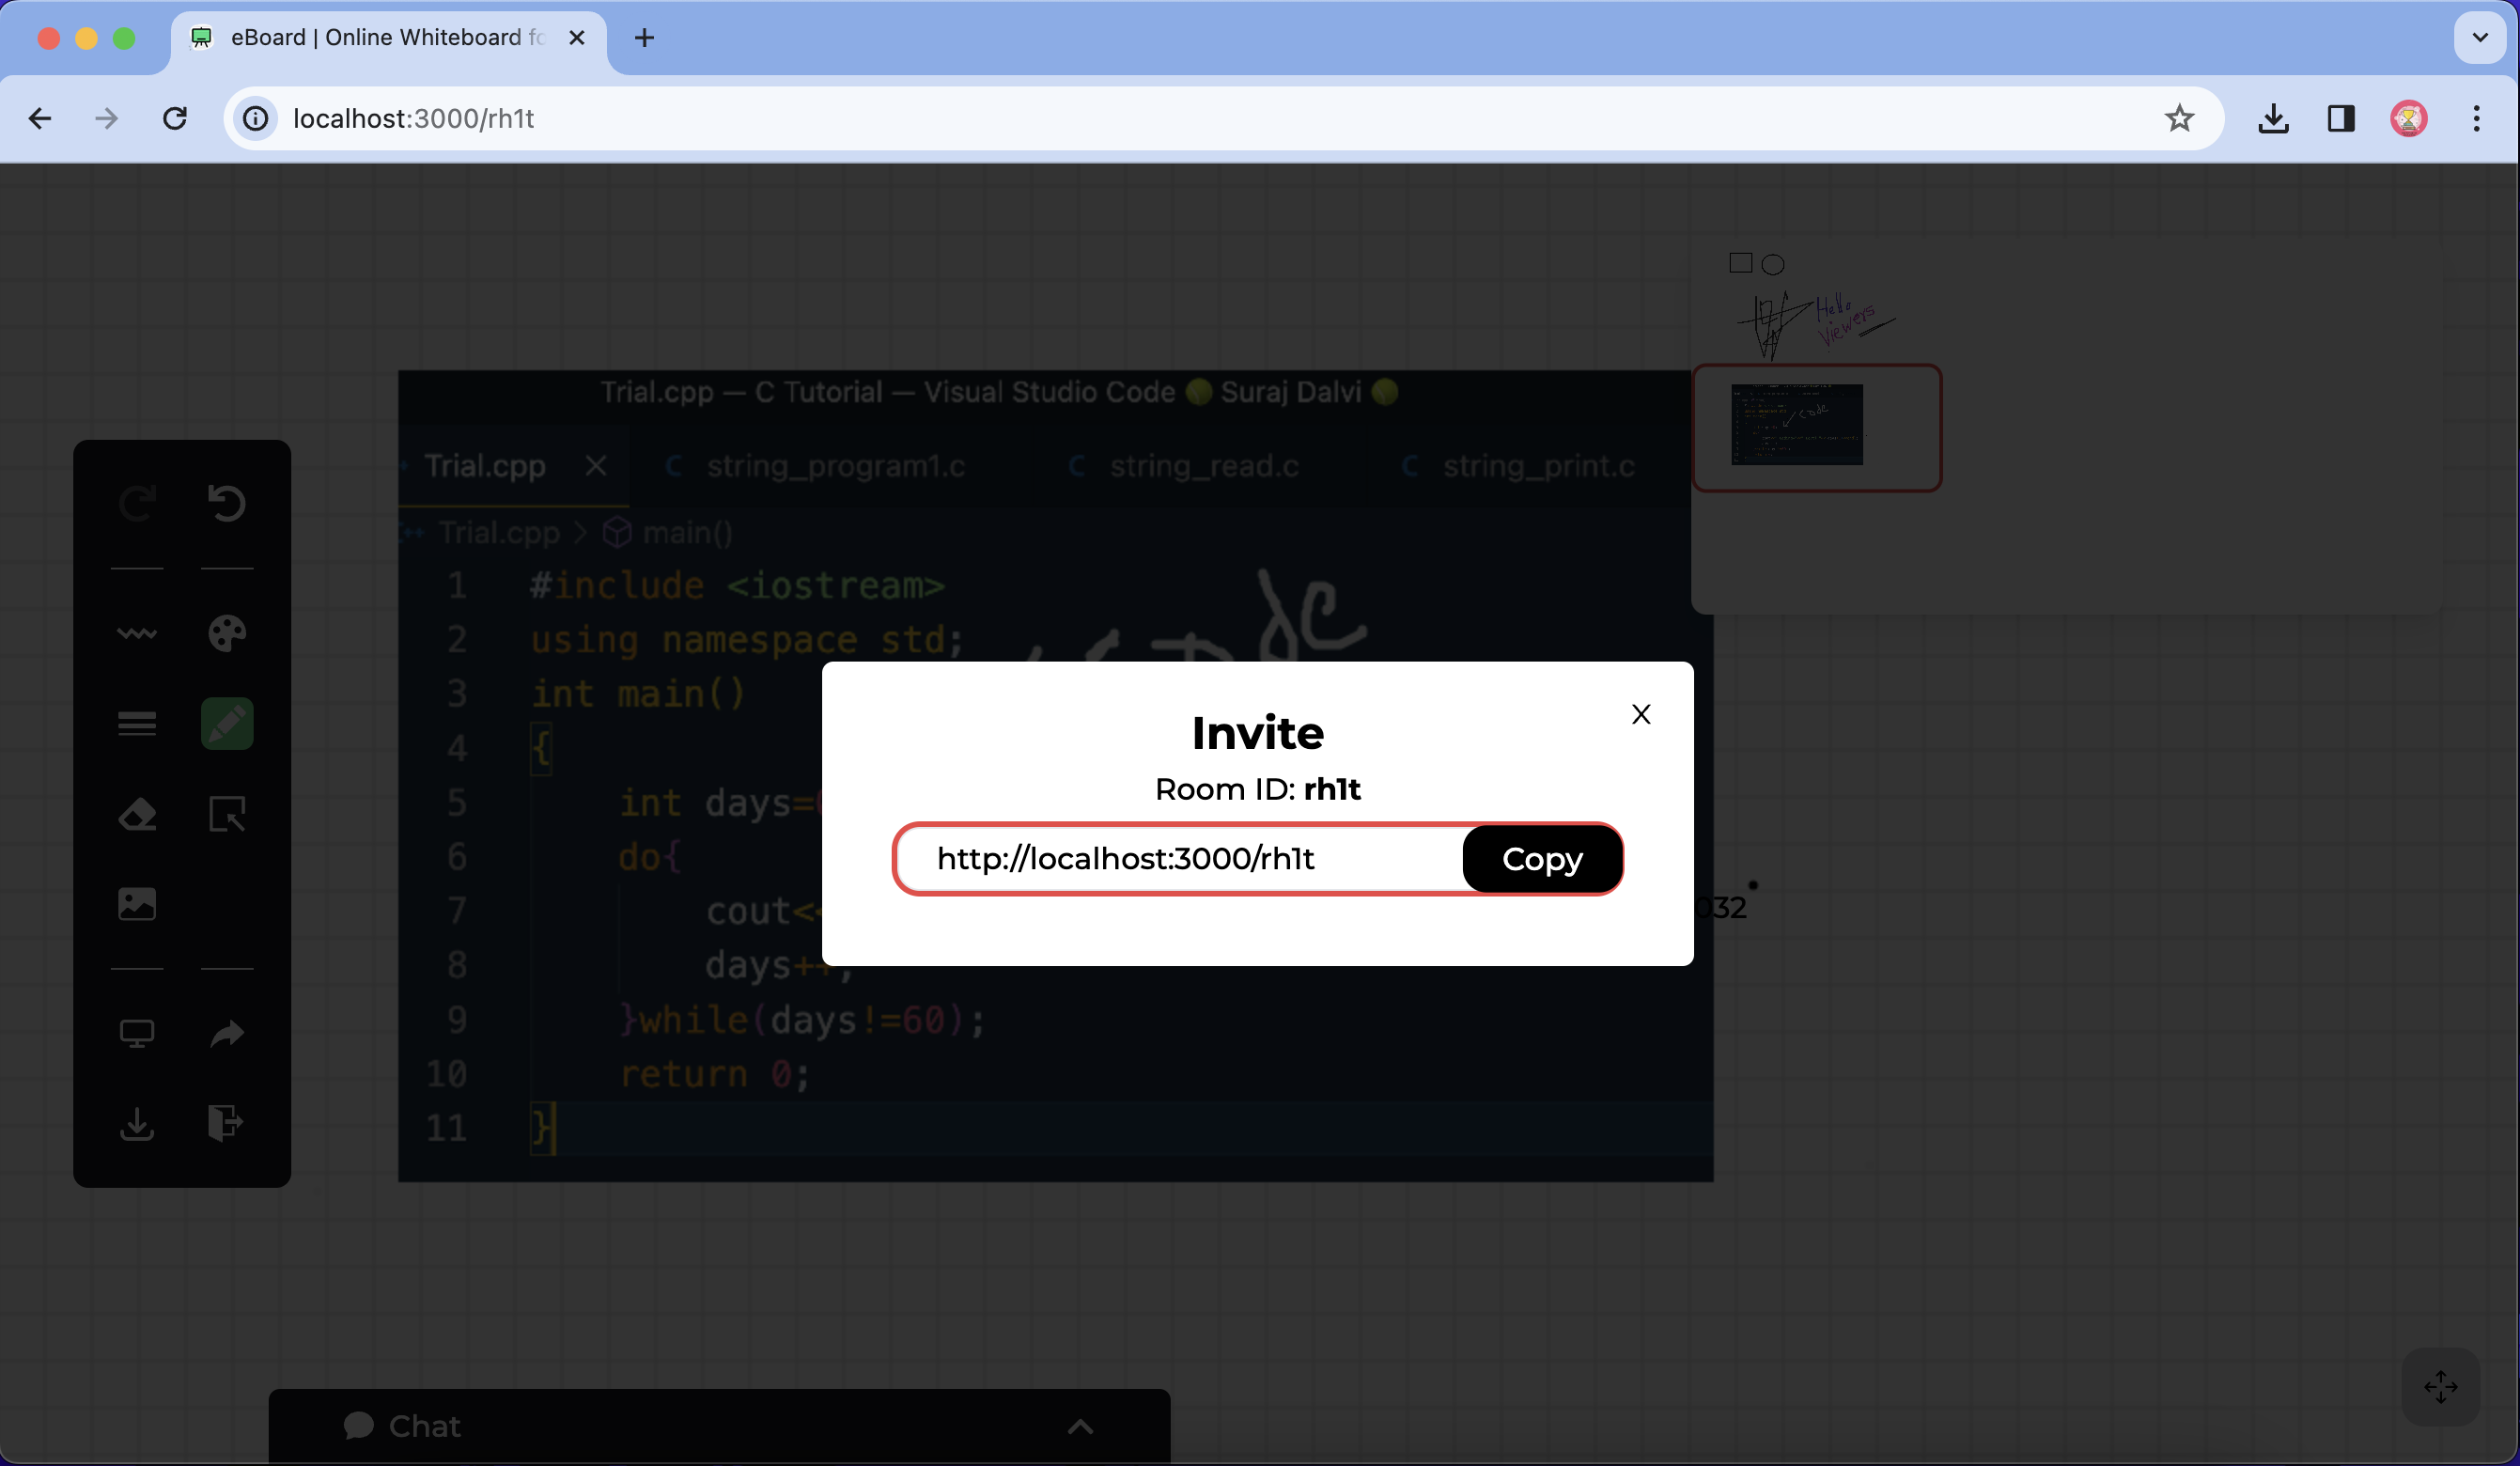 eBoard | Online Whiteboard fo
localhost:3000/rh1t
Hello
Viewers
Trial.cpp — C Tutorial — Visual Studio Code Suraj Dalvi
Trial.cpp string_program1.c string_read.c string_print.c
Trial.cpp > main()
1 #include <iostream>
2 using namespace std;
3 int main()
4 {
5 int days=
6 do{
7 cout<<
8 days++;
9 }while(days!=60);
10 return 0;
11 }
code
Invite
X
Room ID: rh1t
http://localhost:3000/rh1t
Copy
032
Chat